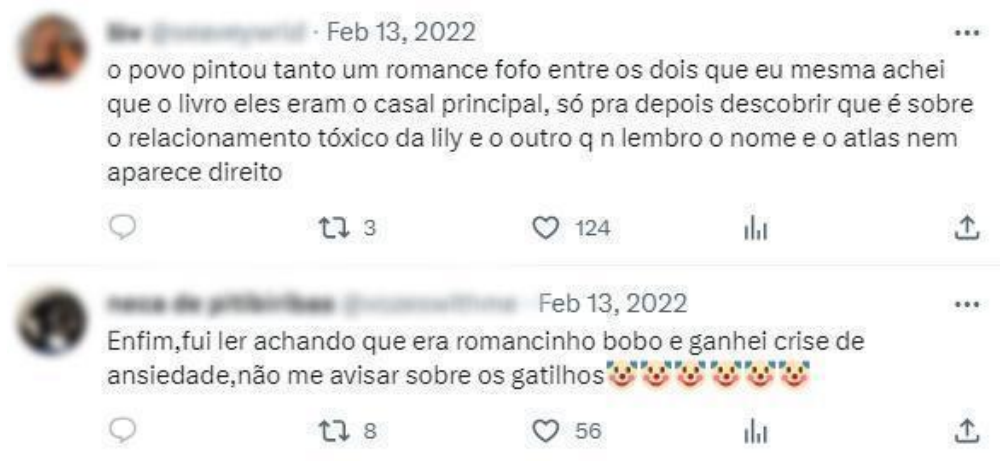 Feb 13, 2022
o povo pintou tanto um romance fofo entre os dois que eu mesma achei
que o livro eles eram o casal principal, só pra depois descobrir que é sobre
o relacionamento tóxico da lily e o outro q n lembro o nome e o atlas nem
aparece direito
3 124
Feb 13, 2022
Enfim,fui ler achando que era romancinho bobo e ganhei crise de
ansiedade,não me avisar sobre os gatilhos🤡🤡🤡🤡🤡🤡
8 56